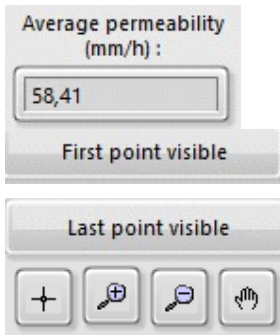 Average permeability
(mm/h) :
58,41
First point visible
Last point visible